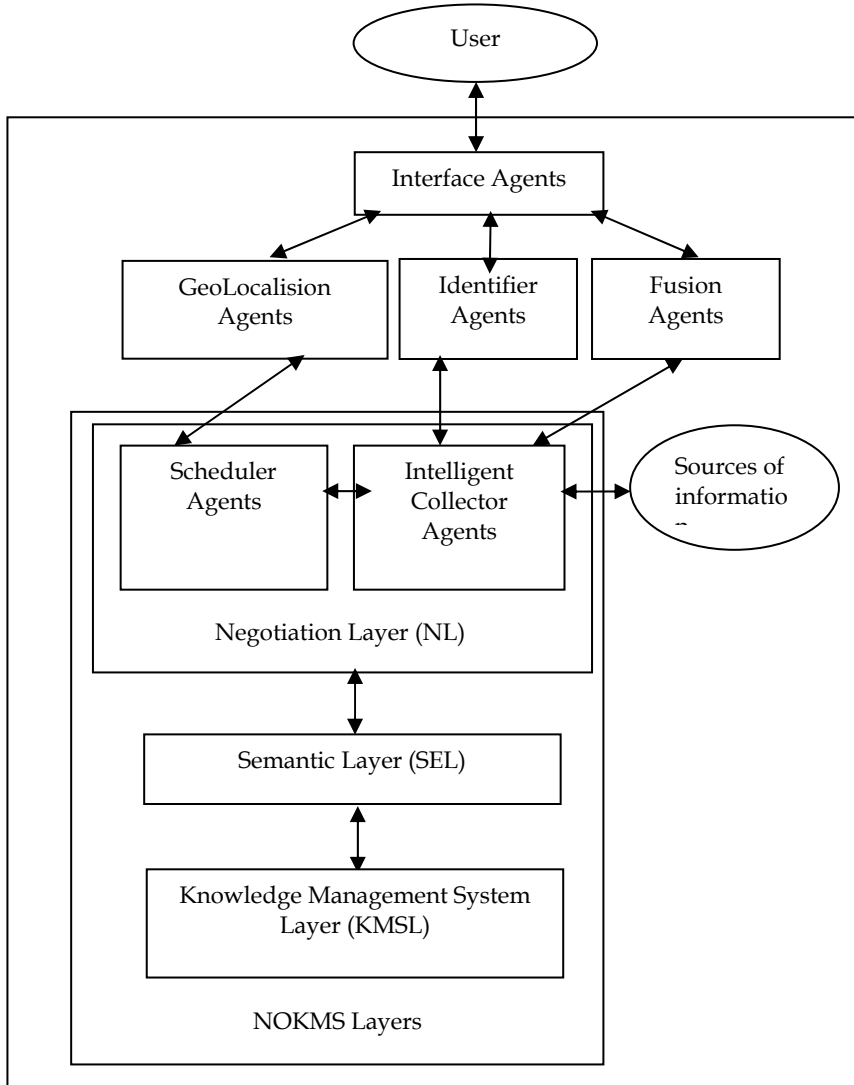 User
Interface Agents
GeoLocalision
Agents
Identifier
Agents
Fusion
Agents
Scheduler
Agents
Intelligent
Collector
Agents
Sources of
informatio
Negotiation Layer (NL)
Semantic Layer (SEL)
Knowledge Management System
Layer (KMSL)
NOKMS Layers